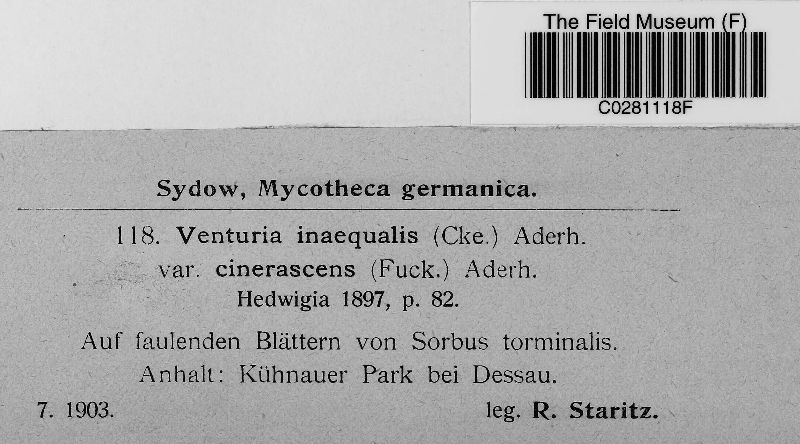 The Field Museum (F)
C0281118F
Sydow, Mycotheca germanica.
118. Venturia inaequalis (Cke.) Aderh.
var. cinerascens (Fuck.) Aderh.
Hedwigia 1897, p. 82.
Auf faulenden Blättern von Sorbus torminalis.
Anhalt: Kühnauer Park bei Dessau.
7. 1903. leg. R. Staritz.